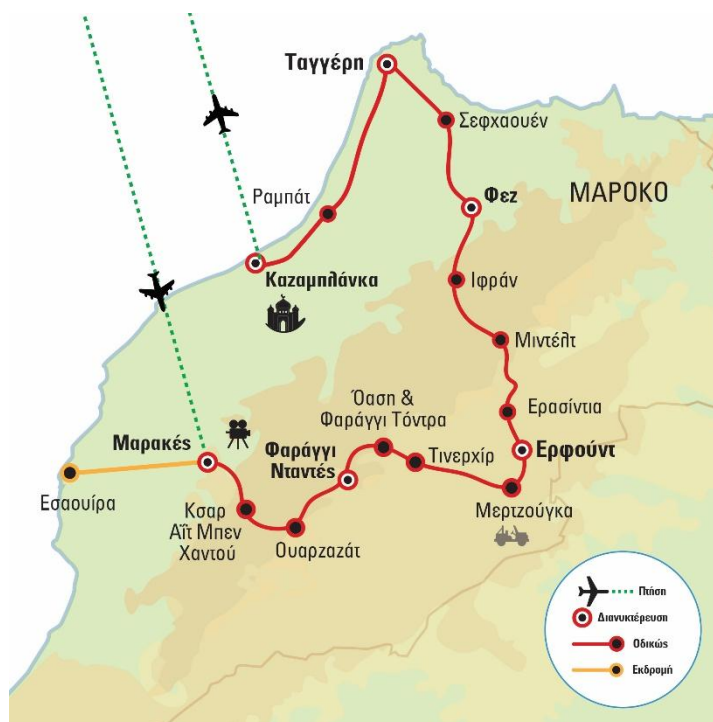 Ταγγέρη
Σεφχαουέν
Ραμπάτ
Φεζ
ΜΑΡΟΚΟ
Καζαμπλάνκα
Ιφράν
Μιντέλτ
Όαση &
Φαράγγι Τόντρα
Ερασίντια
Μαρακές
Φαράγγι
Νταντές
Τινερχίρ
Ερφούντ
Εσαουίρα
Κσαρ
Αΐτ Μπεν
Χαντού
Ουαρζαζάτ
Μερτζούγκα
Πτήση
Διανυκτέρευση
Οδικώς
Εκδρομή